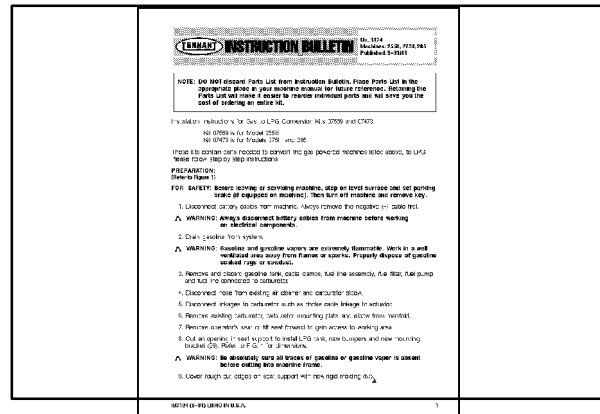 TENNANT INSTRUCTION BULLETIN
No. 3124
Machines: 255II, 275II, 285
Published: 5-91/01
NOTE: DO NOT discard Parts List from Instruction Bulletin. Place Parts List in the
appropriate place in your machine manual for future reference. Retaining the
Parts List will make it easier to reorder individual parts and will save you the
cost of ordering an entire kit.
Installation instructions for Gas to LPG Conversion Kits 07669 and 07473.
Kit 07669 is for Model 255II
Kit 07473 is for Models 275II and 285
These kits contain parts needed to convert the gas powered machines listed above, to LPG.
Please follow step by step instructions.
PREPARATION:
(Refer to Figure 1)
FOR SAFETY: Before leaving or servicing machine, stop on level surface and set parking
brake (if equipped on machine). Then turn off machine and remove key.
1. Disconnect battery cables from machine. Always remove the negative (-) cable first.
WARNING: Always disconnect battery cables from machine before working
on electrical components.
2. Drain gasoline from system.
WARNING: Gasoline and gasoline vapors are extremely flammable. Work in a well
ventilated area away from flames or sparks. Properly dispose of gasoline
soaked rags or sawdust.
3. Remove and discard gasoline tank, cable clamps, fuel line assembly, fuel filter, fuel pump
and fuel line connected to carburetor.
4. Disconnect hose from existing air cleaner and carburetor elbow.
5. Disconnect linkages to carburetor such as choke cable linkage to actuator.
6. Remove existing carburetor, carburetor mounting plate and elbow from manifold.
7. Remove operator's seat or tilt seat forward to gain access to working area.
8. Cut an opening in seat support to install LPG tank, new bumpers and new mounting
bracket (29). Refer to FIG. 1 for dimensions.
WARNING: Be absolutely sure all traces of gasoline or gasoline vapor is absent
before cutting into machine frame.
9. Cover rough cut edges on seat support with new rigid molding
I3124 (5-91) LITHO IN U.S.A.
1